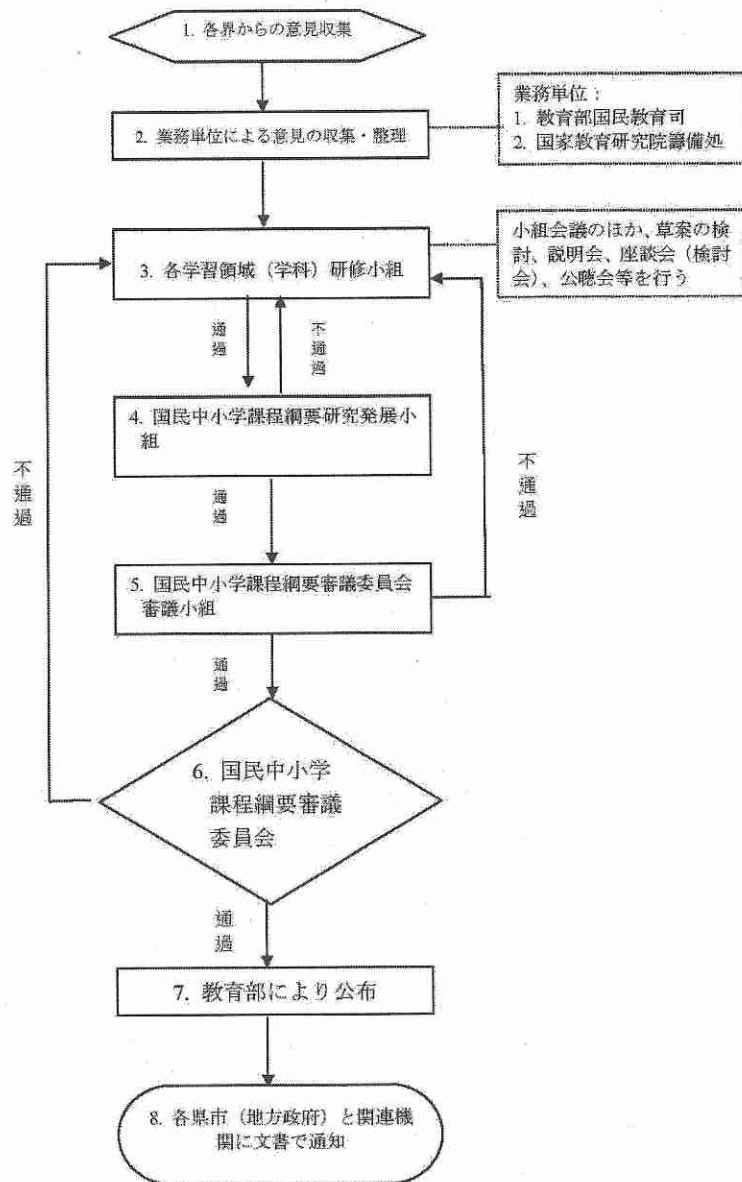 1. 各界からの意見収集
2. 業務単位による意見の収集・整理
業務単位：
1. 教育部国民教育司
2. 国家教育研究院籌備処
3. 各学習領域（学科）研修小組
小組会議のほか、草案の検
討、説明会、座談会（検討
会）、公聴会等を行う
通過
不通過
4. 国民中小学課程綱要研究発展小
組
不通過
通過
不通過
5. 国民中小学課程綱要審議委員会
審議小組
通過
6. 国民中小学
課程綱要審議
委員会
通過
7. 教育部により公布
8. 各県市（地方政府）と関連機
関に文書で通知